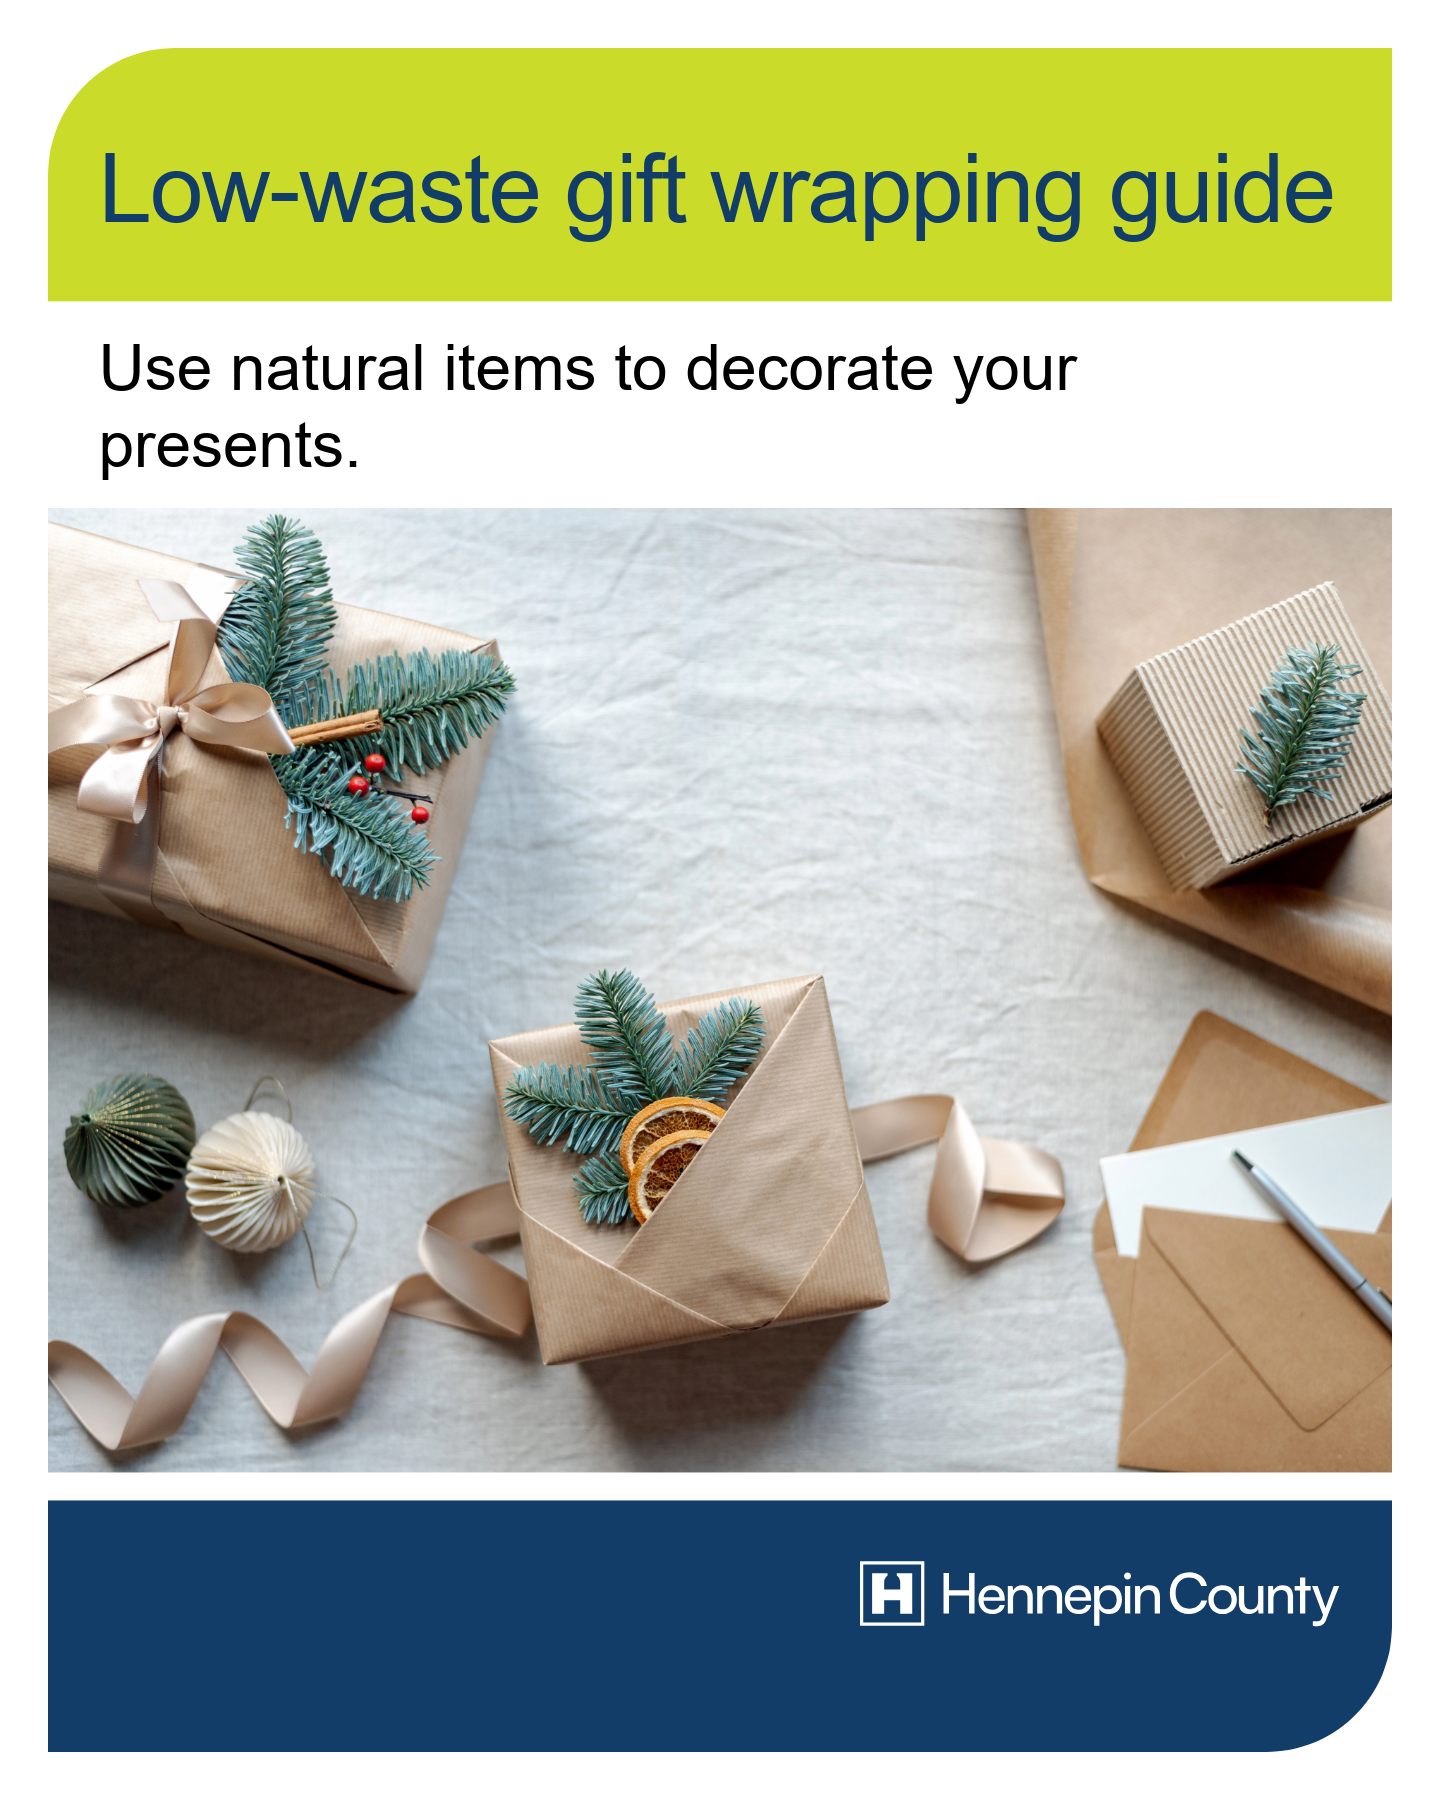 Low-waste gift wrapping guide
Use natural items to decorate your
presents.
H Hennepin County